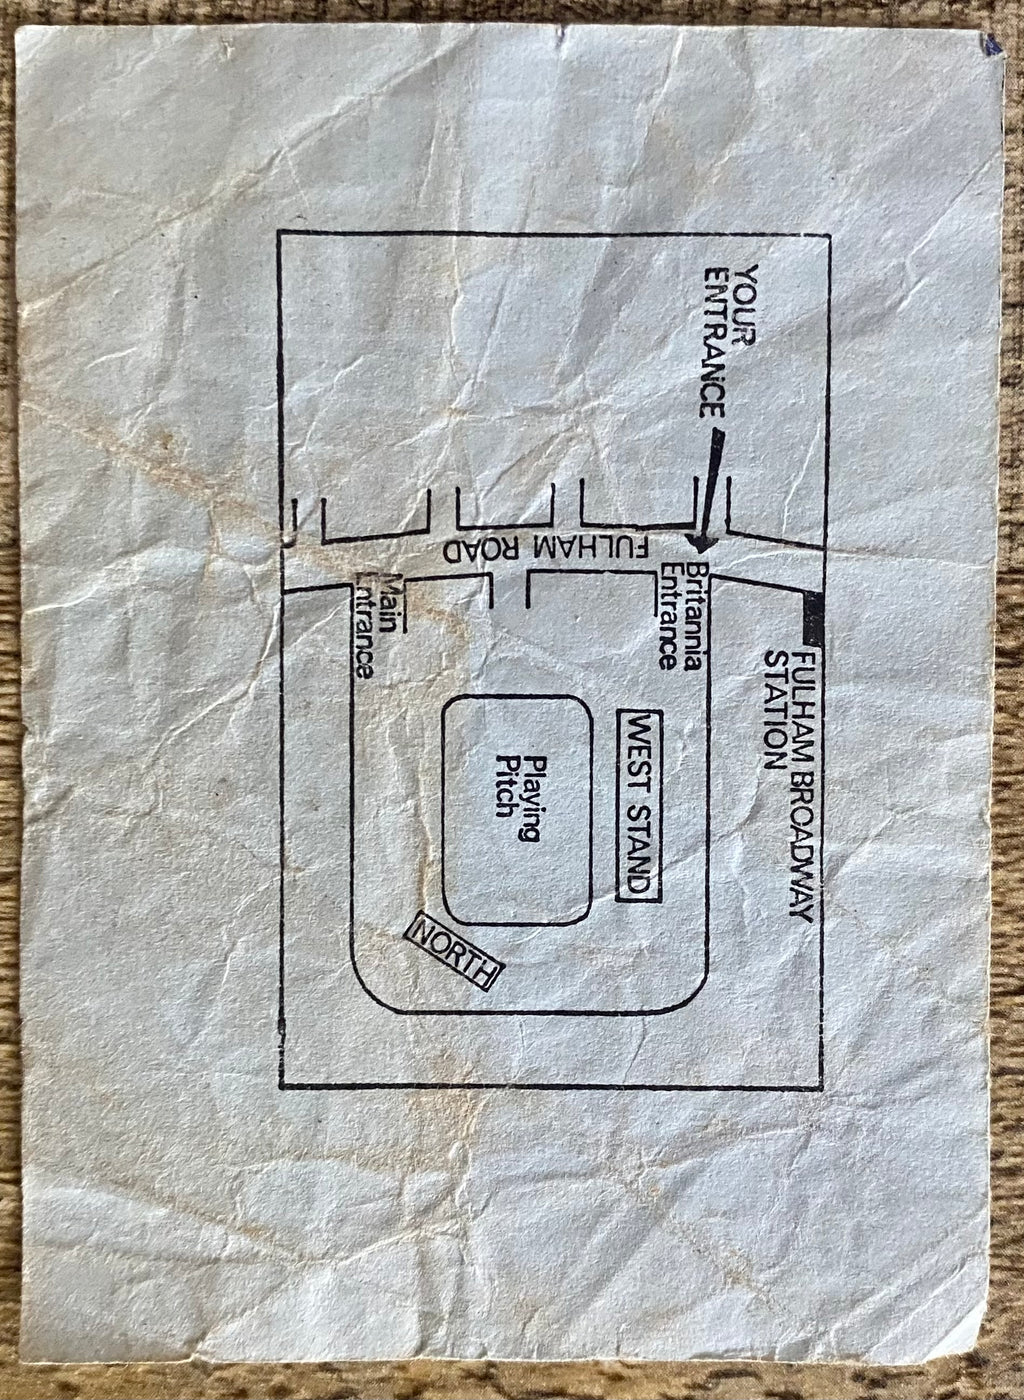 YOUR
ENTRANCE
FULHAM ROAD
Britannia
Entrance
Main
Entrance
FULHAM BROADWAY
STATION
WEST STAND
Playing
Pitch
NORTH